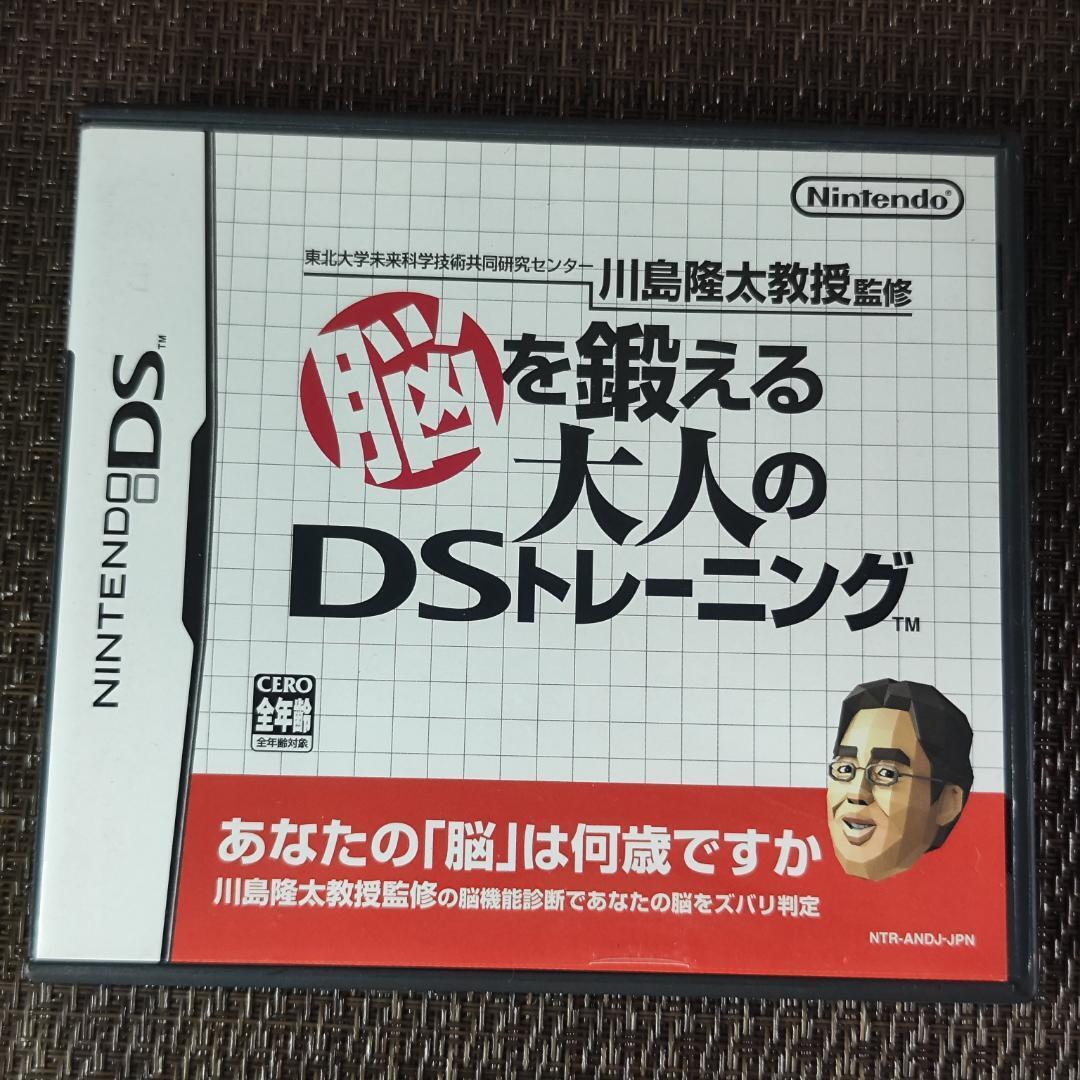 Nintendo®
東北大学未来科学技術共同研究センター 川島隆太教授監修
脳を鍛える
大人の
DSトレーニング™
NINTENDO DS™
CERO
全年齢
全年齢対象
あなたの「脳」は何歳ですか
川島隆太教授監修の脳機能診断であなたの脳をズバリ判定
NTR-ANDJ-JPN